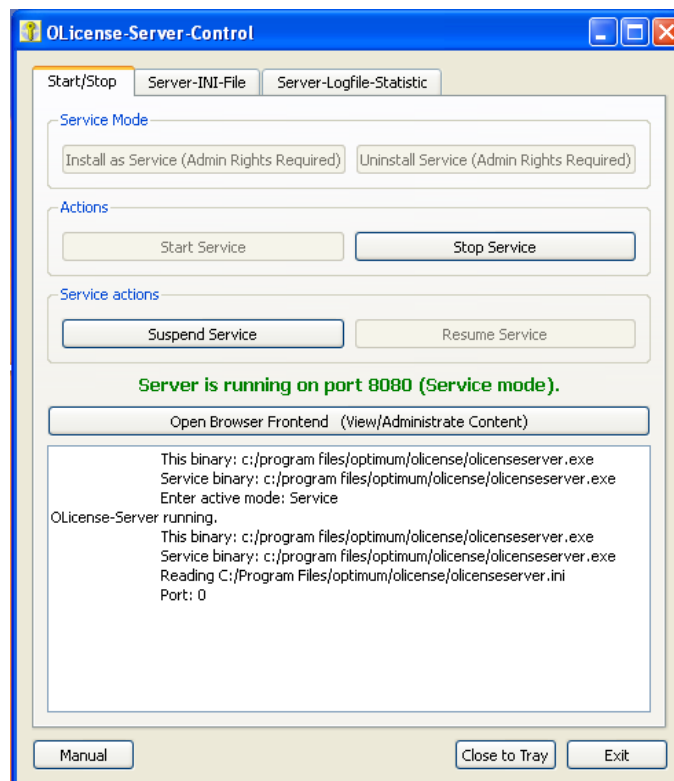 OLicense-Server-Control
Start/Stop
Server-INI-File
Server-Logfile-Statistic
Service Mode
Install as Service (Admin Rights Required)
Uninstall Service (Admin Rights Required)
Actions
Start Service
Stop Service
Service actions
Suspend Service
Resume Service
Server is running on port 8080 (Service mode).
Open Browser Frontend (View/Administrate Content)
This binary: c:/program files/optimum/olicense/olicenseserver.exe
Service binary: c:/program files/optimum/olicense/olicenseserver.exe
Enter active mode: Service
OLicense-Server running.
This binary: c:/program files/optimum/olicense/olicenseserver.exe
Service binary: c:/program files/optimum/olicense/olicenseserver.exe
Reading C:/Program Files/optimum/olicense/olicenseserver.ini
Port: 0
Manual
Close to Tray
Exit